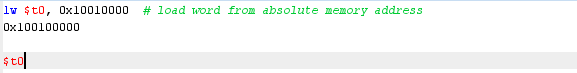 lw $t0, 0x10010000  # load word from absolute memory address
0x100100000
$t0